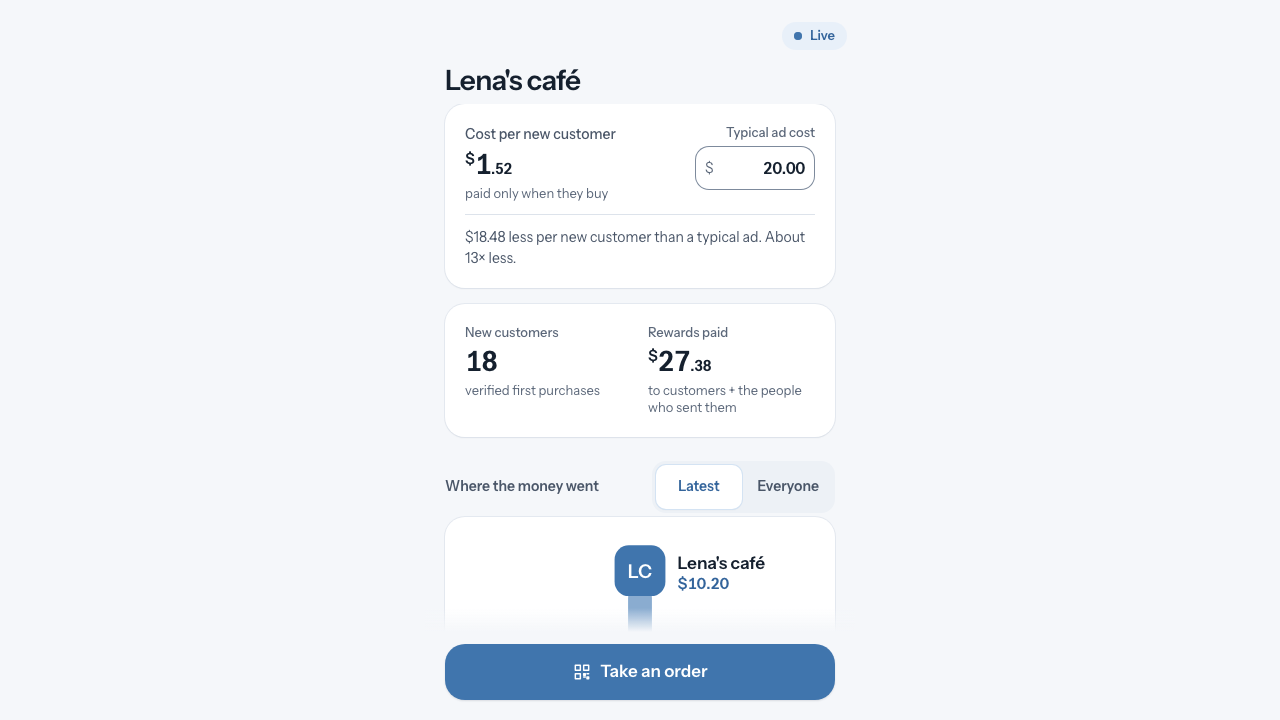 Live
Lena's café
Cost per new customer
$1.52
paid only when they buy
Typical ad cost
$ 20.00
$18.48 less per new customer than a typical ad. About
13× less.
New customers
18
verified first purchases
Rewards paid
$27.38
to customers + the people
who sent them
Where the money went
Latest
Everyone
LC
Lena's café
$10.20
Take an order